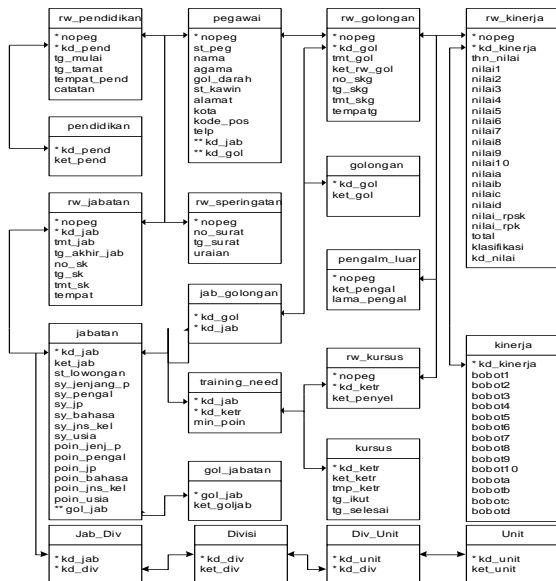 rw_pendidikan
* nopeg
* kd_pend
tg_mulai
tg_tamat
tempat_pend
catatan
pegawai
* nopeg
st_peg
nama
agama
gol_darah
st_kawin
alamat
kota
kode_pos
telp
** kd_jab
** kd_gol
rw_golongan
* nopeg
* kd_gol
tmt_gol
ket_rw_gol
no_skg
tg_skg
tmt_skg
tempatg
rw_kinerja
* nopeg
* kd_kinerja
thn_nilai
nilai1
nilai2
nilai3
nilai4
nilai5
nilai6
nilai7
nilai8
nilai9
nilai10
nilaia
nilaib
nilaic
nilaid
nilai_rpsk
nilai_rpk
total
klasifikasi
kd_nilai
pendidikan
* kd_pend
ket_pend
golongan
* kd_gol
ket_gol
rw_jabatan
* nopeg
* kd_jab
tmt_jab
tg_akhir_jab
no_sk
tg_sk
tmt_sk
tempat
rw_speringatan
* nopeg
no_surat
tg_surat
uraian
pengalm_luar
* nopeg
ket_pengal
lama_pengal
jab_golongan
* kd_gol
* kd_jab
jabatan
* kd_jab
ket_jab
st_lowongan
sy_jenjang_p
sy_pengal
sy_jp
sy_bahasa
sy_jns_kel
sy_usia
poin_jenj_p
poin_pengal
poin_jp
poin_bahasa
poin_jns_kel
poin_usia
** gol_jab
training_need
* kd_jab
* kd_ketr
min_poin
rw_kursus
* nopeg
* kd_ketr
ket_penyel
kinerja
* kd_kinerja
bobot1
bobot2
bobot3
bobot4
bobot5
bobot6
bobot7
bobot8
bobot9
bobot10
bobota
bobotb
bobotc
bobotd
gol_jabatan
* gol_jab
ket_goljab
kursus
* kd_ketr
ket_ketr
tmp_ketr
tg_ikut
tg_selesai
Jab_Div
* kd_jab
* kd_div
Divisi
* kd_div
ket_div
Div_Unit
* kd_unit
* kd_div
Unit
* kd_unit
ket_unit